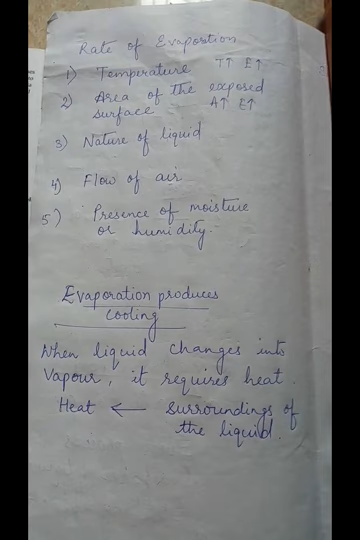 Rate of Evaporation
1) Temperature T↑ E↑
2) Area of the exposed
surface A↑ E↑
3) Nature of liquid
4) Flow of air
5) Presence of moisture
or humidity.
Evaporation produces
cooling
When liquid changes into
Vapour, it requires heat.
Heat ← surroundings of
the liquid.